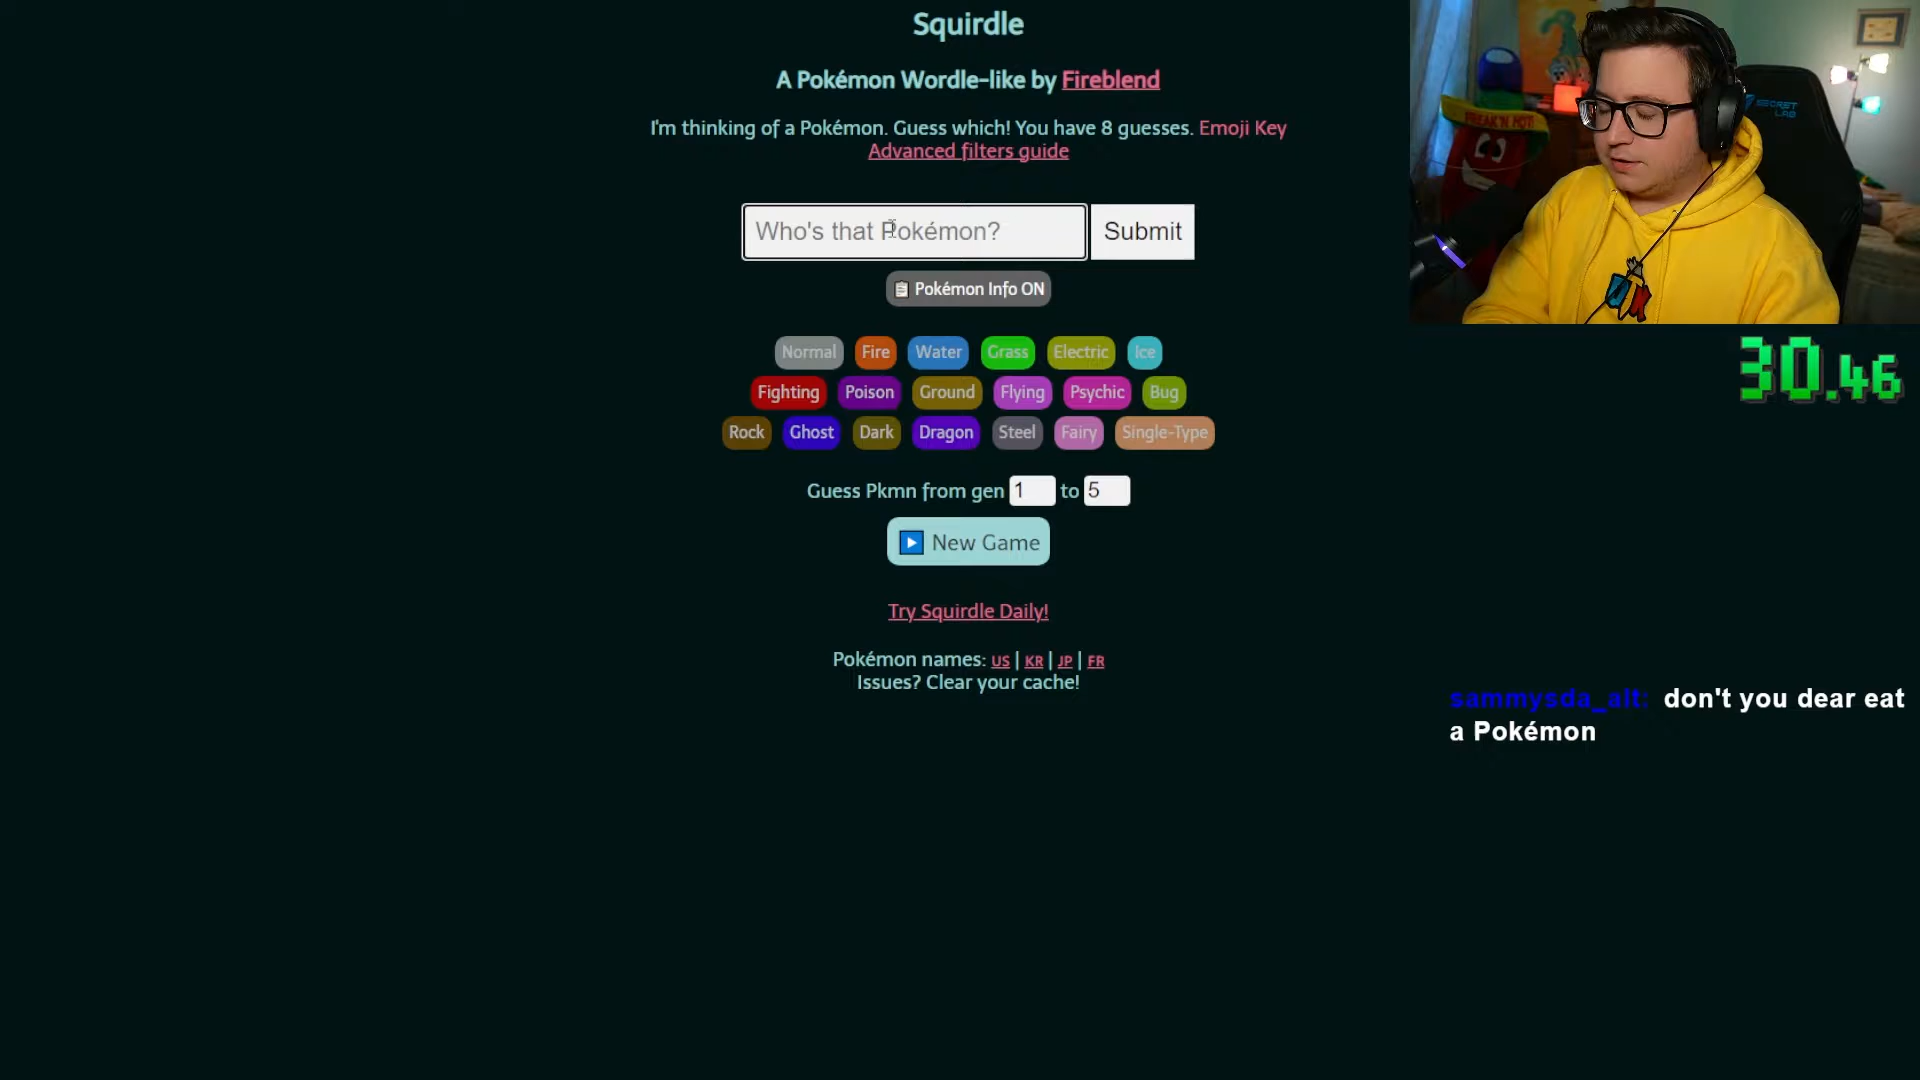 Squirdle
A Pokémon Wordle-like by Fireblend
I'm thinking of a Pokémon. Guess which! You have 8 guesses. Emoji Key
Advanced filters guide
Who's that Pokémon?
Submit
Pokémon Info ON
Normal Fire Water Grass Electric Ice
Fighting Poison Ground Flying Psychic Bug
Rock Ghost Dark Dragon Steel Fairy Single-Type
Guess Pkmn from gen 1 to 5
New Game
Try Squirdle Daily!
Pokémon names: US | KR | JP | FR
Issues? Clear your cache!
FREAK'N HOT!
SECRET
LAB
30.46
sammysda_alt: don't you dear eat
a Pokémon